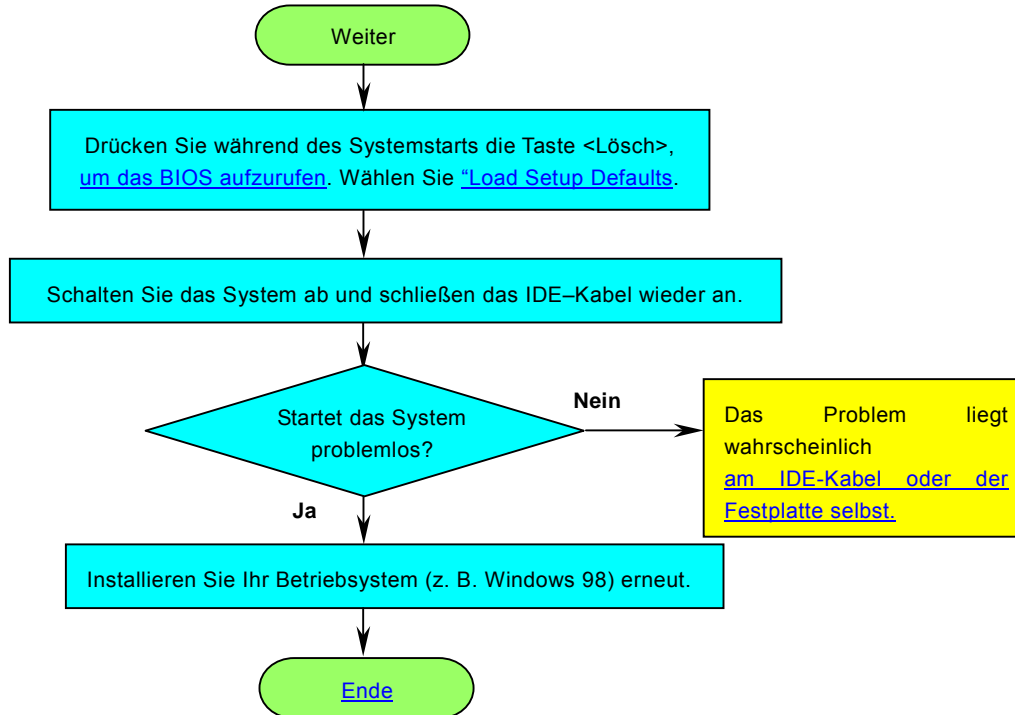 Weiter
Drücken Sie während des Systemstarts die Taste <Lösch>,
um das BIOS aufzurufen. Wählen Sie “Load Setup Defaults.
Schalten Sie das System ab und schließen das IDE–Kabel wieder an.
Startet das System
problemlos?
Nein
Das Problem liegt
wahrscheinlich
am IDE-Kabel oder der
Festplatte selbst.
Ja
Installieren Sie Ihr Betriebsystem (z. B. Windows 98) erneut.
Ende